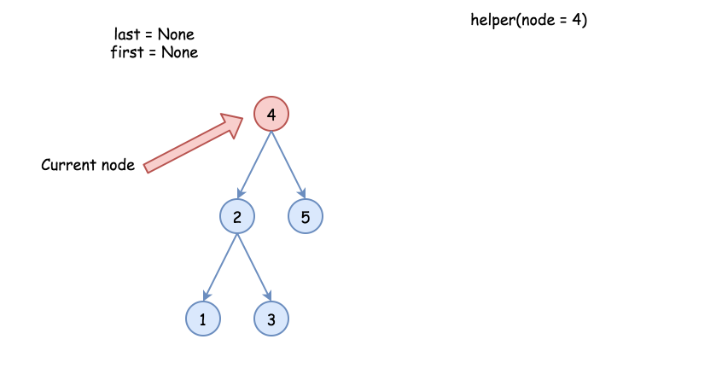 helper(node = 4)
last = None
first = None
4
Current node
2
5
1
3